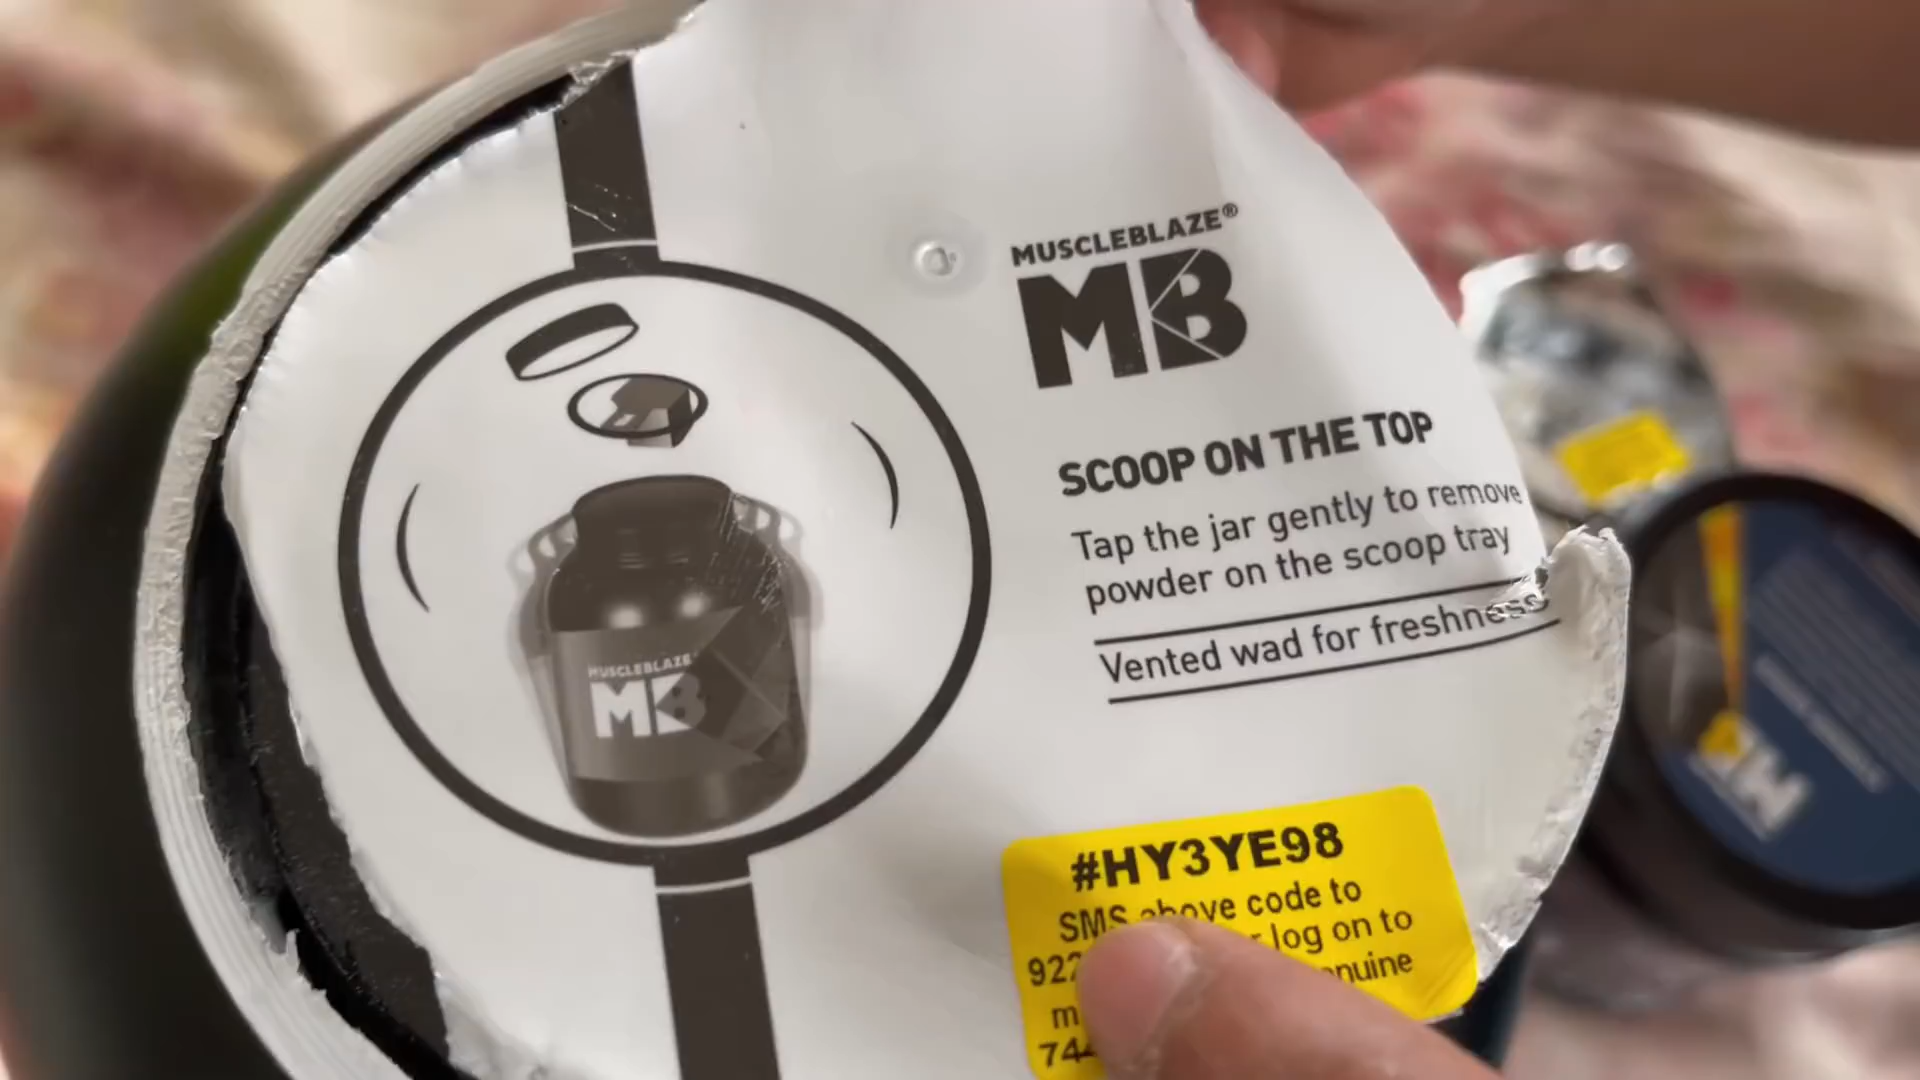 MUSCLEBLAZE®
MB
SCOOP ON THE TOP
Tap the jar gently to remove
powder on the scoop tray
Vented wad for freshness
MUSCLEBLAZE
MB
#HY3YE98
SMS above code to
log on to
MB